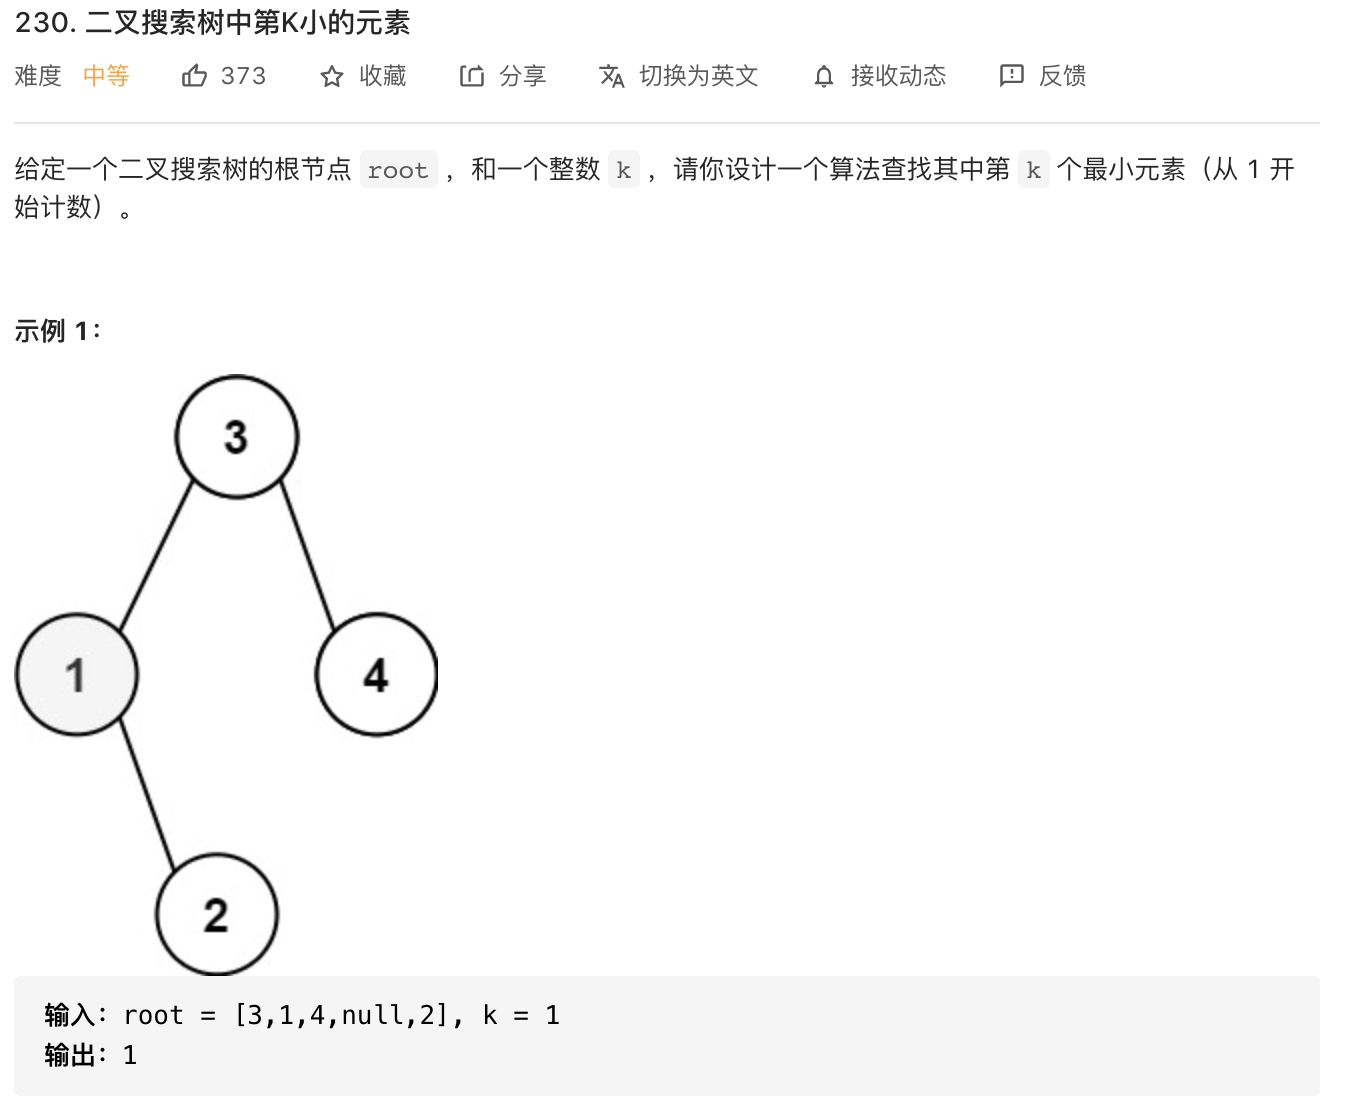 230. 二叉搜索树中第K小的元素
难度 中等 373 收藏 分享 切换为英文 接收动态 反馈
给定一个二叉搜索树的根节点 root ，和一个整数 k ，请你设计一个算法查找其中第 k 个最小元素（从 1 开
始计数）。
示例 1：
3
1 4
2
输入：root = [3,1,4,null,2], k = 1
输出：1